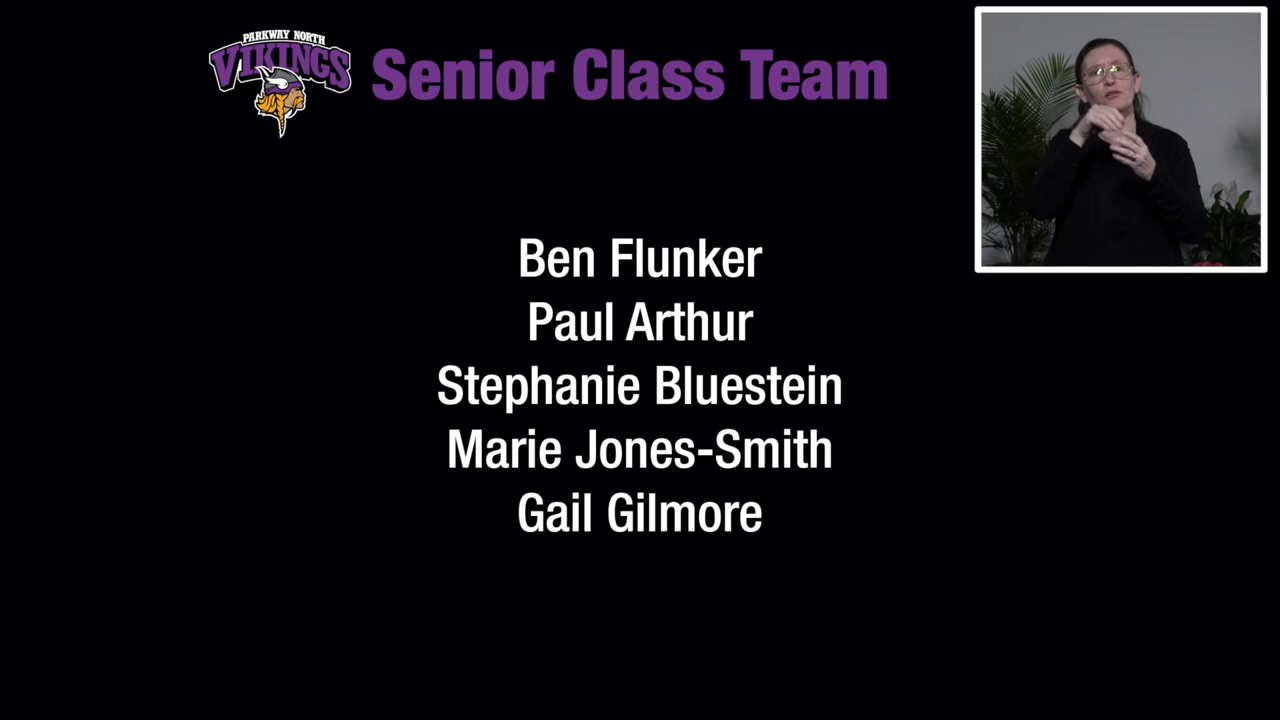 PARKWAY NORTH
VIKINGS
Senior Class Team
Ben Flunker
Paul Arthur
Stephanie Bluestein
Marie Jones-Smith
Gail Gilmore